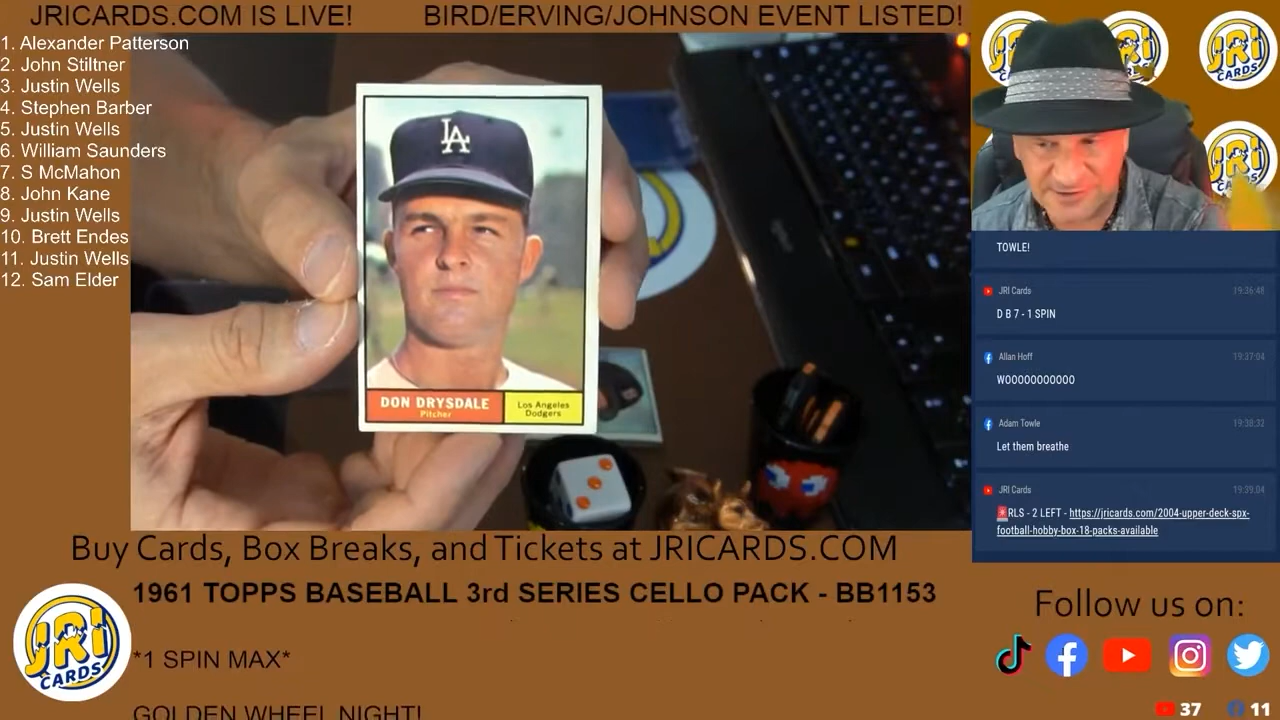 JRICARDS.COM IS LIVE!
BIRD/ERVING/JOHNSON EVENT LISTED!
1. Alexander Patterson
2. John Stiltner
3. Justin Wells
4. Stephen Barber
5. Justin Wells
6. William Saunders
7. S McMahon
8. John Kane
9. Justin Wells
10. Brett Endes
11. Justin Wells
12. Sam Elder
LA
DON DRYSDALE
Pitcher
Los Angeles
Dodgers
JRI
CARDS
JRI
CARDS
TOWLE!
JRI Cards 19:36:48
D B 7 - 1 SPIN
Allan Hoff 19:37:04
WOOOOOOOOOOO
Adam Towle 19:38:32
Let them breathe
JRI Cards 19:39:04
🚨RLS - 2 LEFT - https://jricards.com/2004-upper-deck-spx-
football-hobby-box-18-packs-available
Buy Cards, Box Breaks, and Tickets at JRICARDS.COM
1961 TOPPS BASEBALL 3rd SERIES CELLO PACK - BB1153
JRI
CARDS
*1 SPIN MAX*
GOLDEN WHEEL NIGHT!
Follow us on:
37
11